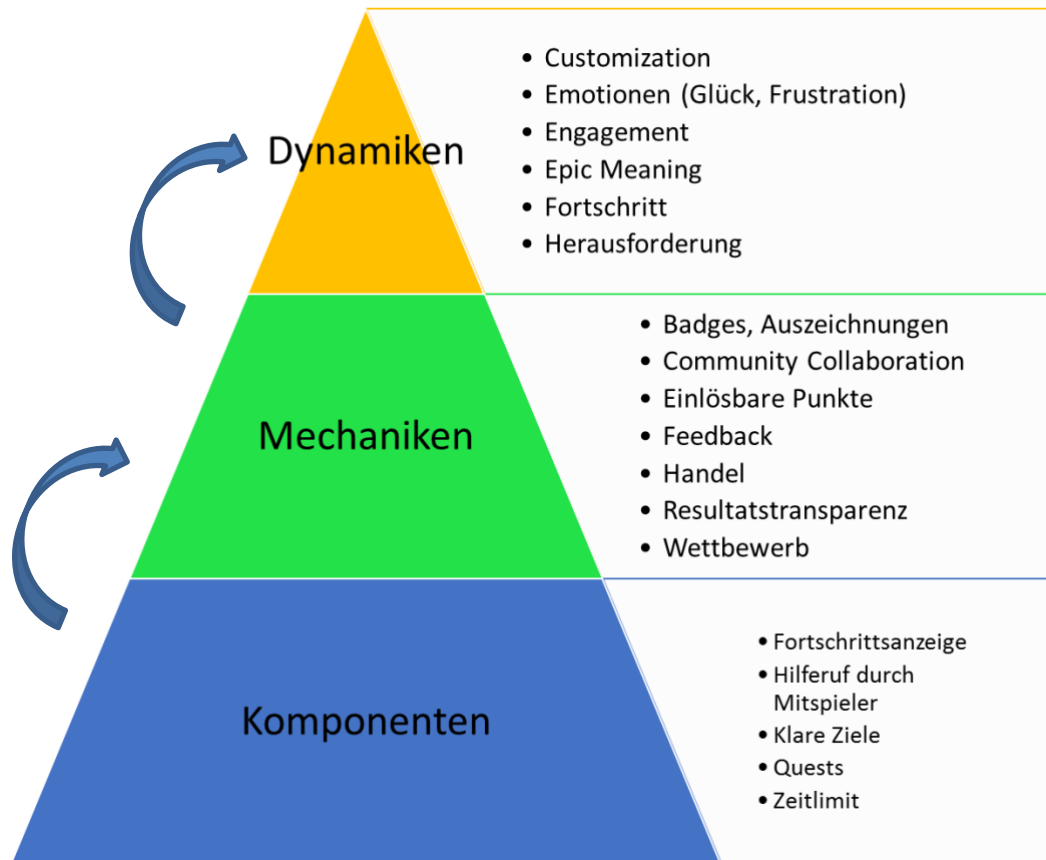 Dynamiken
• Customization
• Emotionen (Glück, Frustration)
• Engagement
• Epic Meaning
• Fortschritt
• Herausforderung
Mechaniken
• Badges, Auszeichnungen
• Community Collaboration
• Einlösbare Punkte
• Feedback
• Handel
• Resultatstransparenz
• Wettbewerb
Komponenten
• Fortschrittsanzeige
• Hilferuf durch
Mitspieler
• Klare Ziele
• Quests
• Zeitlimit